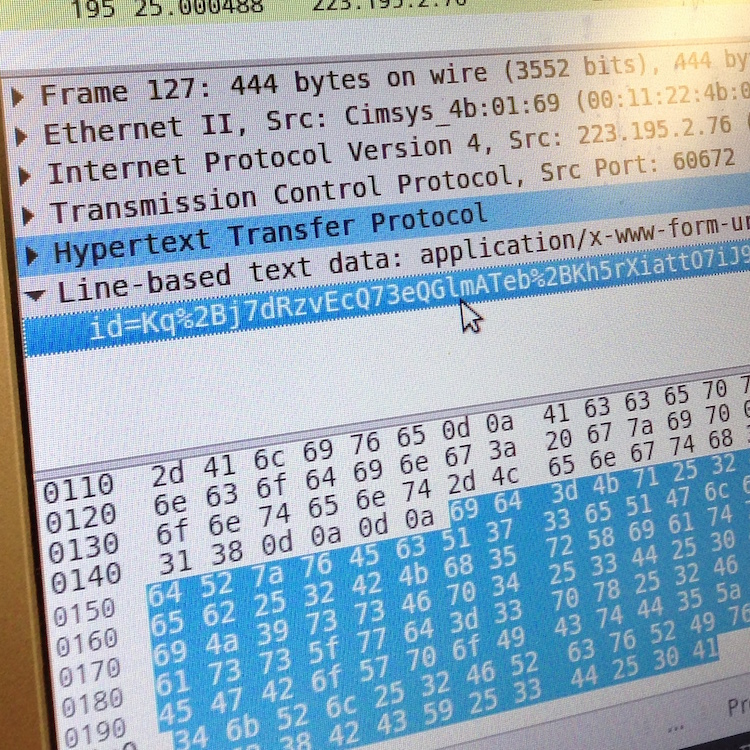 195 25.000488 223.195.2.76
Frame 127: 444 bytes on wire (3552 bits), 444 by
Ethernet II, Src: Cimsys_4b:01:69 (00:11:22:4b:0
Internet Protocol Version 4, Src: 223.195.2.76 (
Transmission Control Protocol, Src Port: 60672 (
Hypertext Transfer Protocol
Line-based text data: application/x-www-form-ur
id=Kq%2Bj7dRzvEcQ73eQGlmATeb%2BKh5rXiattO7iJ9
0110 2d 41 6c 69 76 65 0d 0a 41 63 63 65 70 7
0120 6e 63 6f 64 69 6e 67 3a 20 67 7a 69 70 0
0130 6f 6e 74 65 6e 74 2d 4c 65 6e 67 74 68
0140 31 38 0d 0a 0d 0a 69 64 3d 4b 71 25 32
0150 64 52 7a 76 45 63 51 37 33 65 51 47 6c 6
0160 65 62 25 32 42 4b 68 35 72 58 69 61 74
0170 69 4a 39 73 73 46 70 34 25 33 44 25 30
0180 61 73 73 5f 77 64 3d 33 70 78 25 32 46
0190 45 47 42 6f 57 70 6f 49 43 74 44 35 5a
34 6b 52 6c 25 32 46 52 63 76 52 49 76
38 42 43 59 25 33 44 25 30 41
... Pr